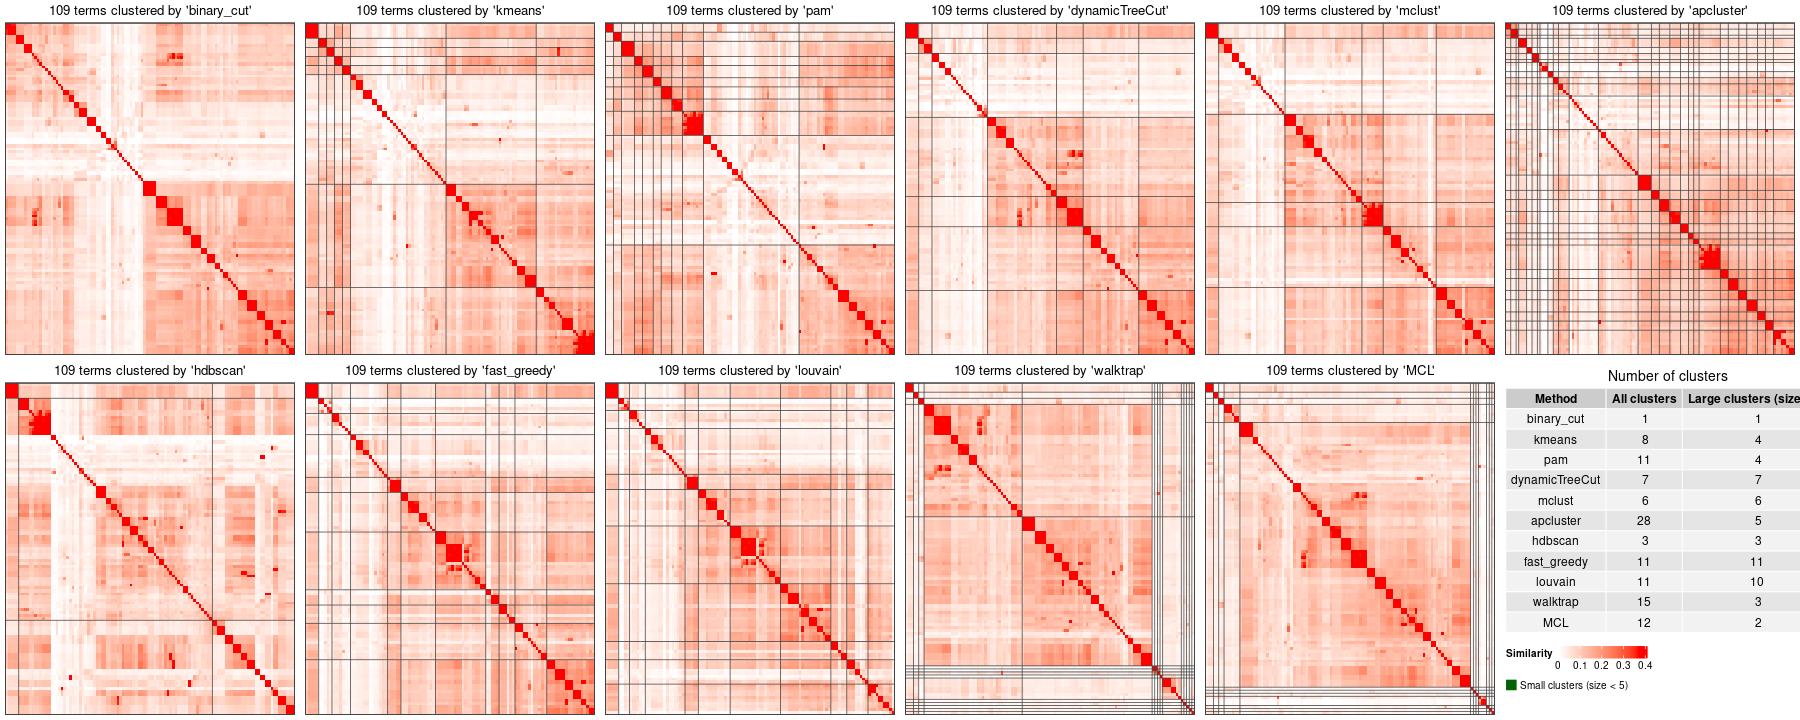 109 terms clustered by 'binary_cut'
109 terms clustered by 'kmeans'
109 terms clustered by 'pam'
109 terms clustered by 'dynamicTreeCut'
109 terms clustered by 'mclust'
109 terms clustered by 'apcluster'
109 terms clustered by 'hdbscan'
109 terms clustered by 'fast_greedy'
109 terms clustered by 'louvain'
109 terms clustered by 'walktrap'
109 terms clustered by 'MCL'
Number of clusters
Method All clusters Large clusters (size
binary_cut 1 1
kmeans 8 4
pam 11 4
dynamicTreeCut 7 7
mclust 6 6
apcluster 28 5
hdbscan 3 3
fast_greedy 11 11
louvain 11 10
walktrap 15 3
MCL 12 2
Similarity
0 0.1 0.2 0.3 0.4
Small clusters (size < 5)